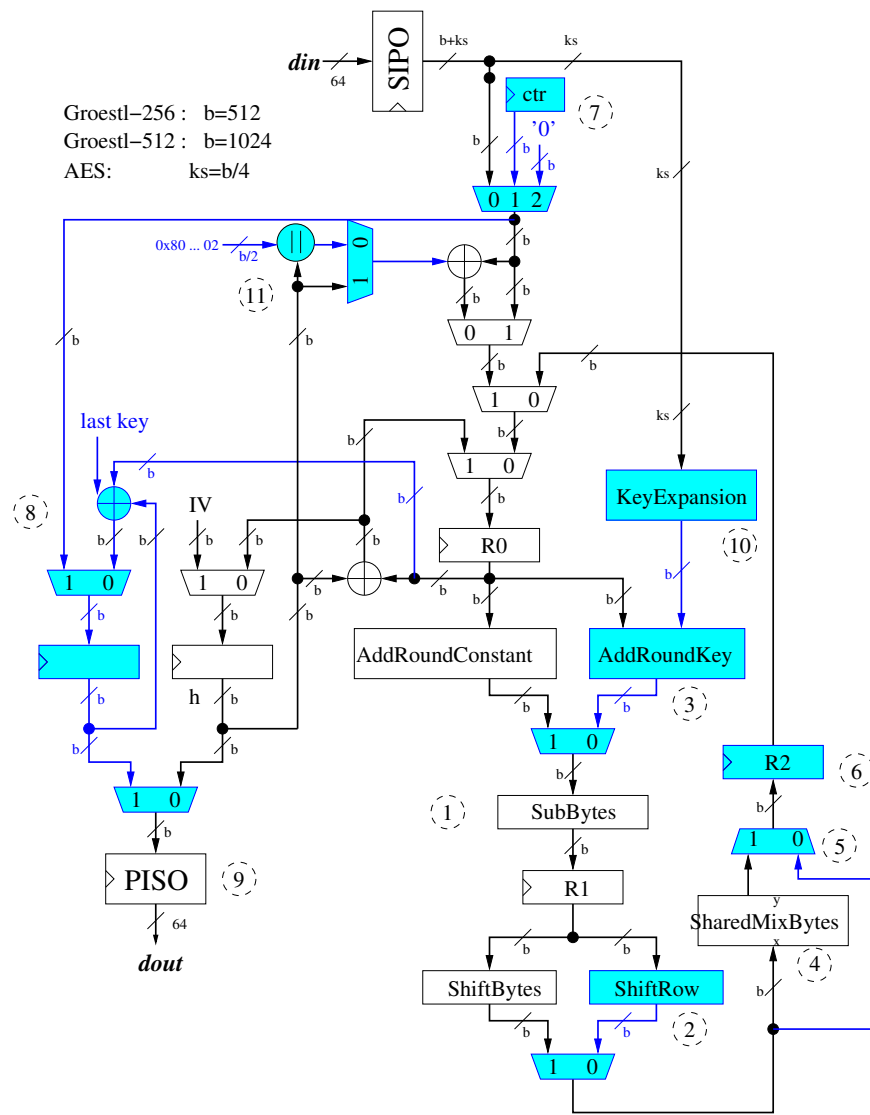 din
64
SIPO
b+ks
ks
Groestl−256 : b=512
Groestl−512 : b=1024
AES: ks=b/4
ctr
7
'0'
b
b
b
ks
0 1 2
0x80 ... 02
b/2
||
0
1
11
b
b
b
b
0 1
b
b
b
b
1 0
ks
last key
b
b
b
1 0
KeyExpansion
8
IV
b
b
b
b
b
R0
10
b
1 0
1 0
b
b
b
b
b
b
b
b
b
AddRoundConstant
AddRoundKey
h
b
b
b
b
3
b
b
1 0
R2
6
b
1 0
1
SubBytes
b
b
1 0
5
b
PISO
9
R1
y
SharedMixBytes
x
64
b
b
4
dout
ShiftBytes
ShiftRow
b
b
b
2
1 0